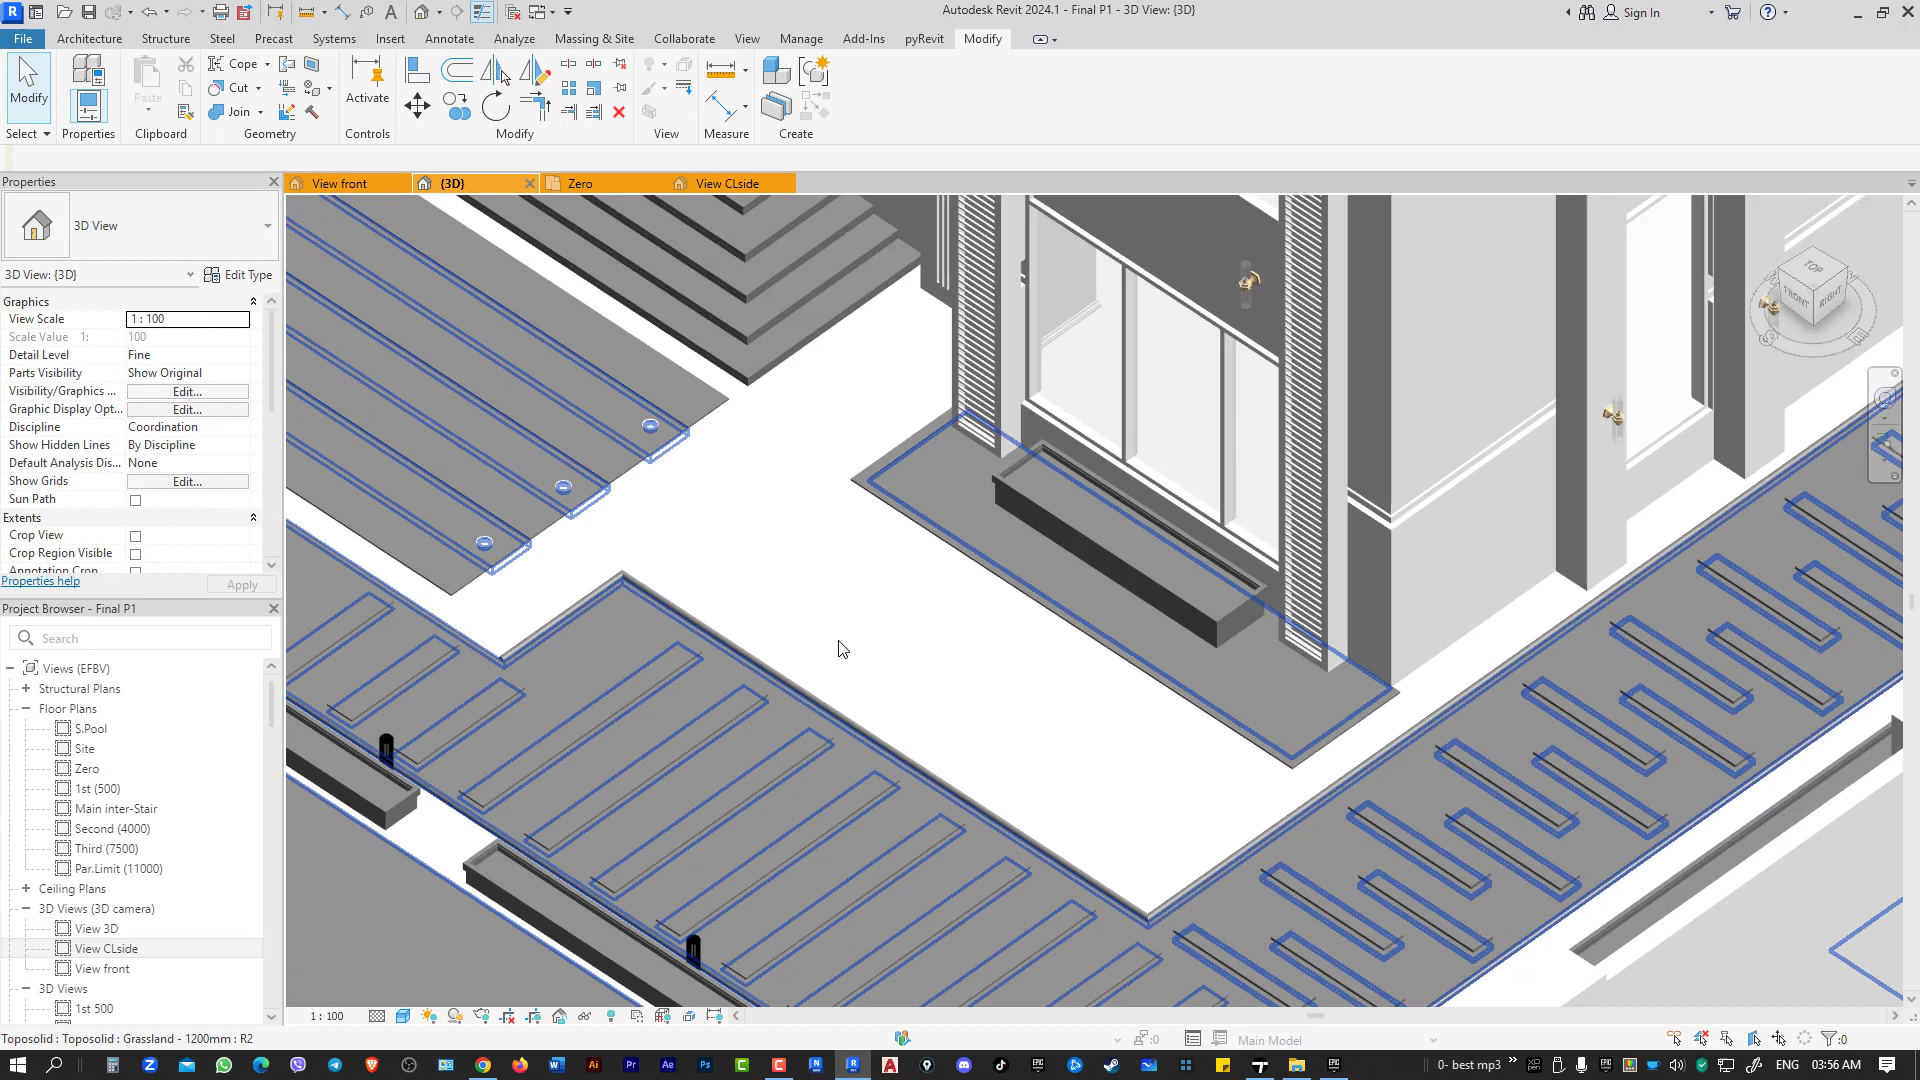 Autodesk Revit 2024.1 - Final P1 - 3D View: {3D}
Sign In
File Architecture Structure Steel Precast Systems Insert Annotate Analyze Massing & Site Collaborate View Manage Add-Ins pyRevit Modify
Modify
Paste
Cope
Cut
Join
Activate
Select Properties Clipboard Geometry Controls Modify View Measure Create
Properties
View front {3D} Zero View CLside
3D View
3D View: {3D} Edit Type
Graphics
View Scale 1 : 100
Scale Value 1: 100
Detail Level Fine
Parts Visibility Show Original
Visibility/Graphics ... Edit...
Graphic Display Opt... Edit...
Discipline Coordination
Show Hidden Lines By Discipline
Default Analysis Dis... None
Show Grids Edit...
Sun Path
Extents
Crop View
Crop Region Visible
Annotation Crop
Properties help Apply
Project Browser - Final P1
Search
Views (EFBV)
Structural Plans
Floor Plans
S.Pool
Site
Zero
1st (500)
Main inter-Stair
Second (4000)
Third (7500)
Par.Limit (11000)
Ceiling Plans
3D Views (3D camera)
View 3D
View CLside
View front
3D Views
1st 500
TOP
FRONT
RIGHT
1 : 100
Toposolid : Toposolid : Grassland - 1200mm : R2
:0
Main Model
:0
0- best mp3
ENG
03:56 AM